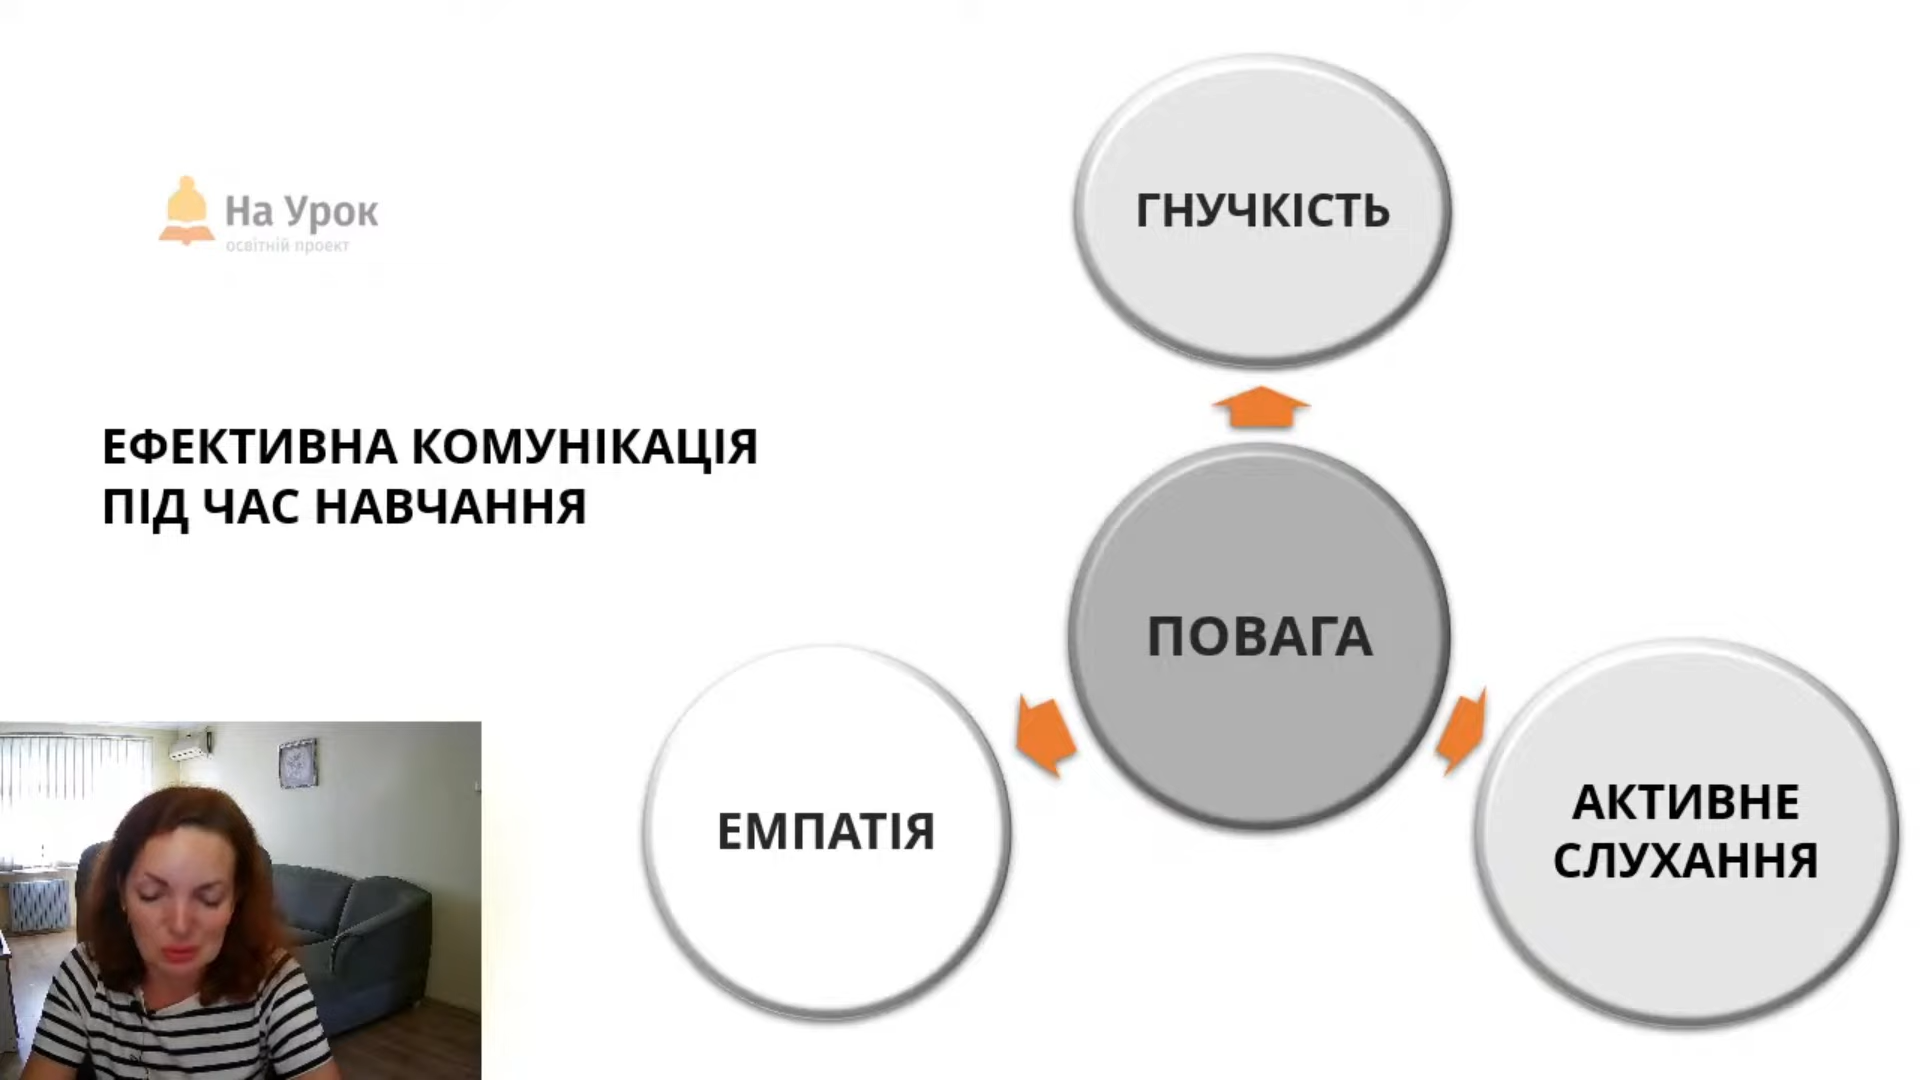 На Урок
освітній проект
ЕФЕКТИВНА КОМУНІКАЦІЯ
ПІД ЧАС НАВЧАННЯ
ГНУЧКІСТЬ
ПОВАГА
ЕМПАТІЯ
АКТИВНЕ
СЛУХАННЯ